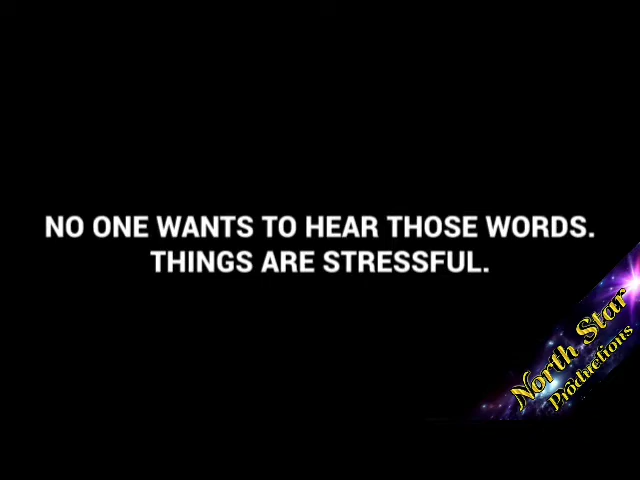 NO ONE WANTS TO HEAR THOSE WORDS.
THINGS ARE STRESSFUL.
North Star
Productions